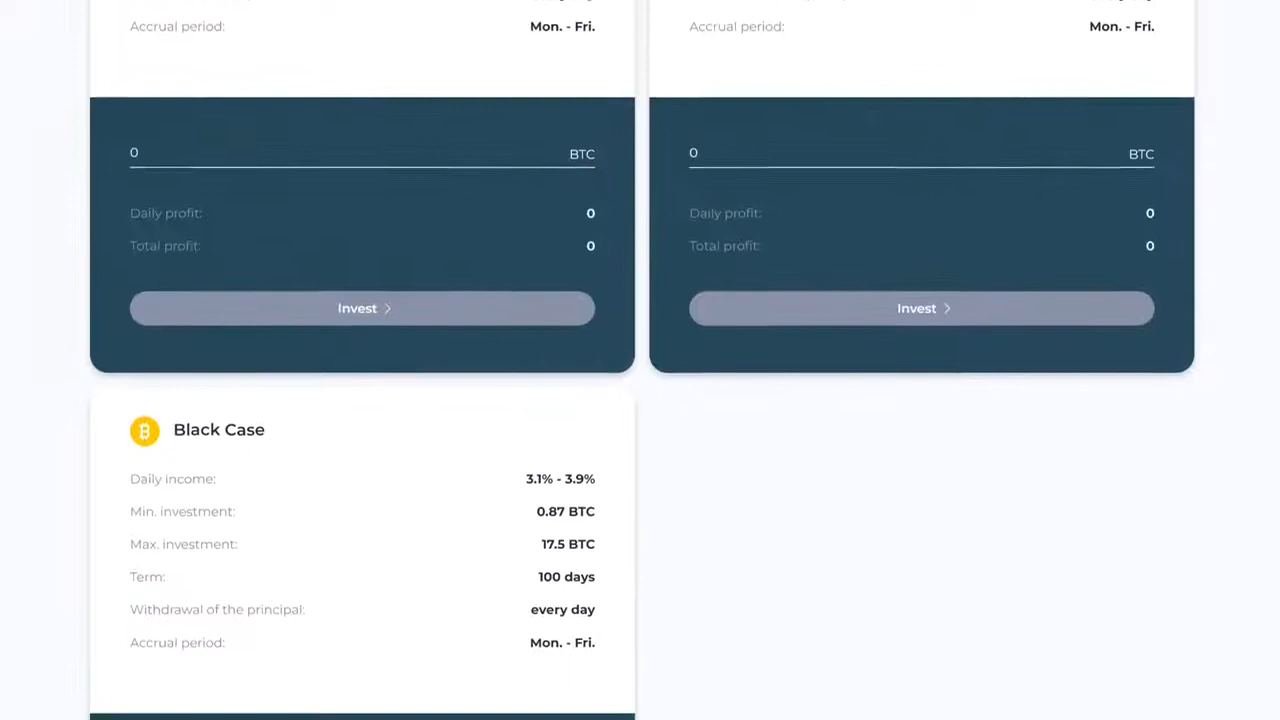 Accrual period: Mon. - Fri.
Accrual period: Mon. - Fri.
0 BTC
Daily profit: 0
Total profit: 0
Invest >
0 BTC
Daily profit: 0
Total profit: 0
Invest >
Black Case
Daily income: 3.1% - 3.9%
Min. investment: 0.87 BTC
Max. investment: 17.5 BTC
Term: 100 days
Withdrawal of the principal: every day
Accrual period: Mon. - Fri.